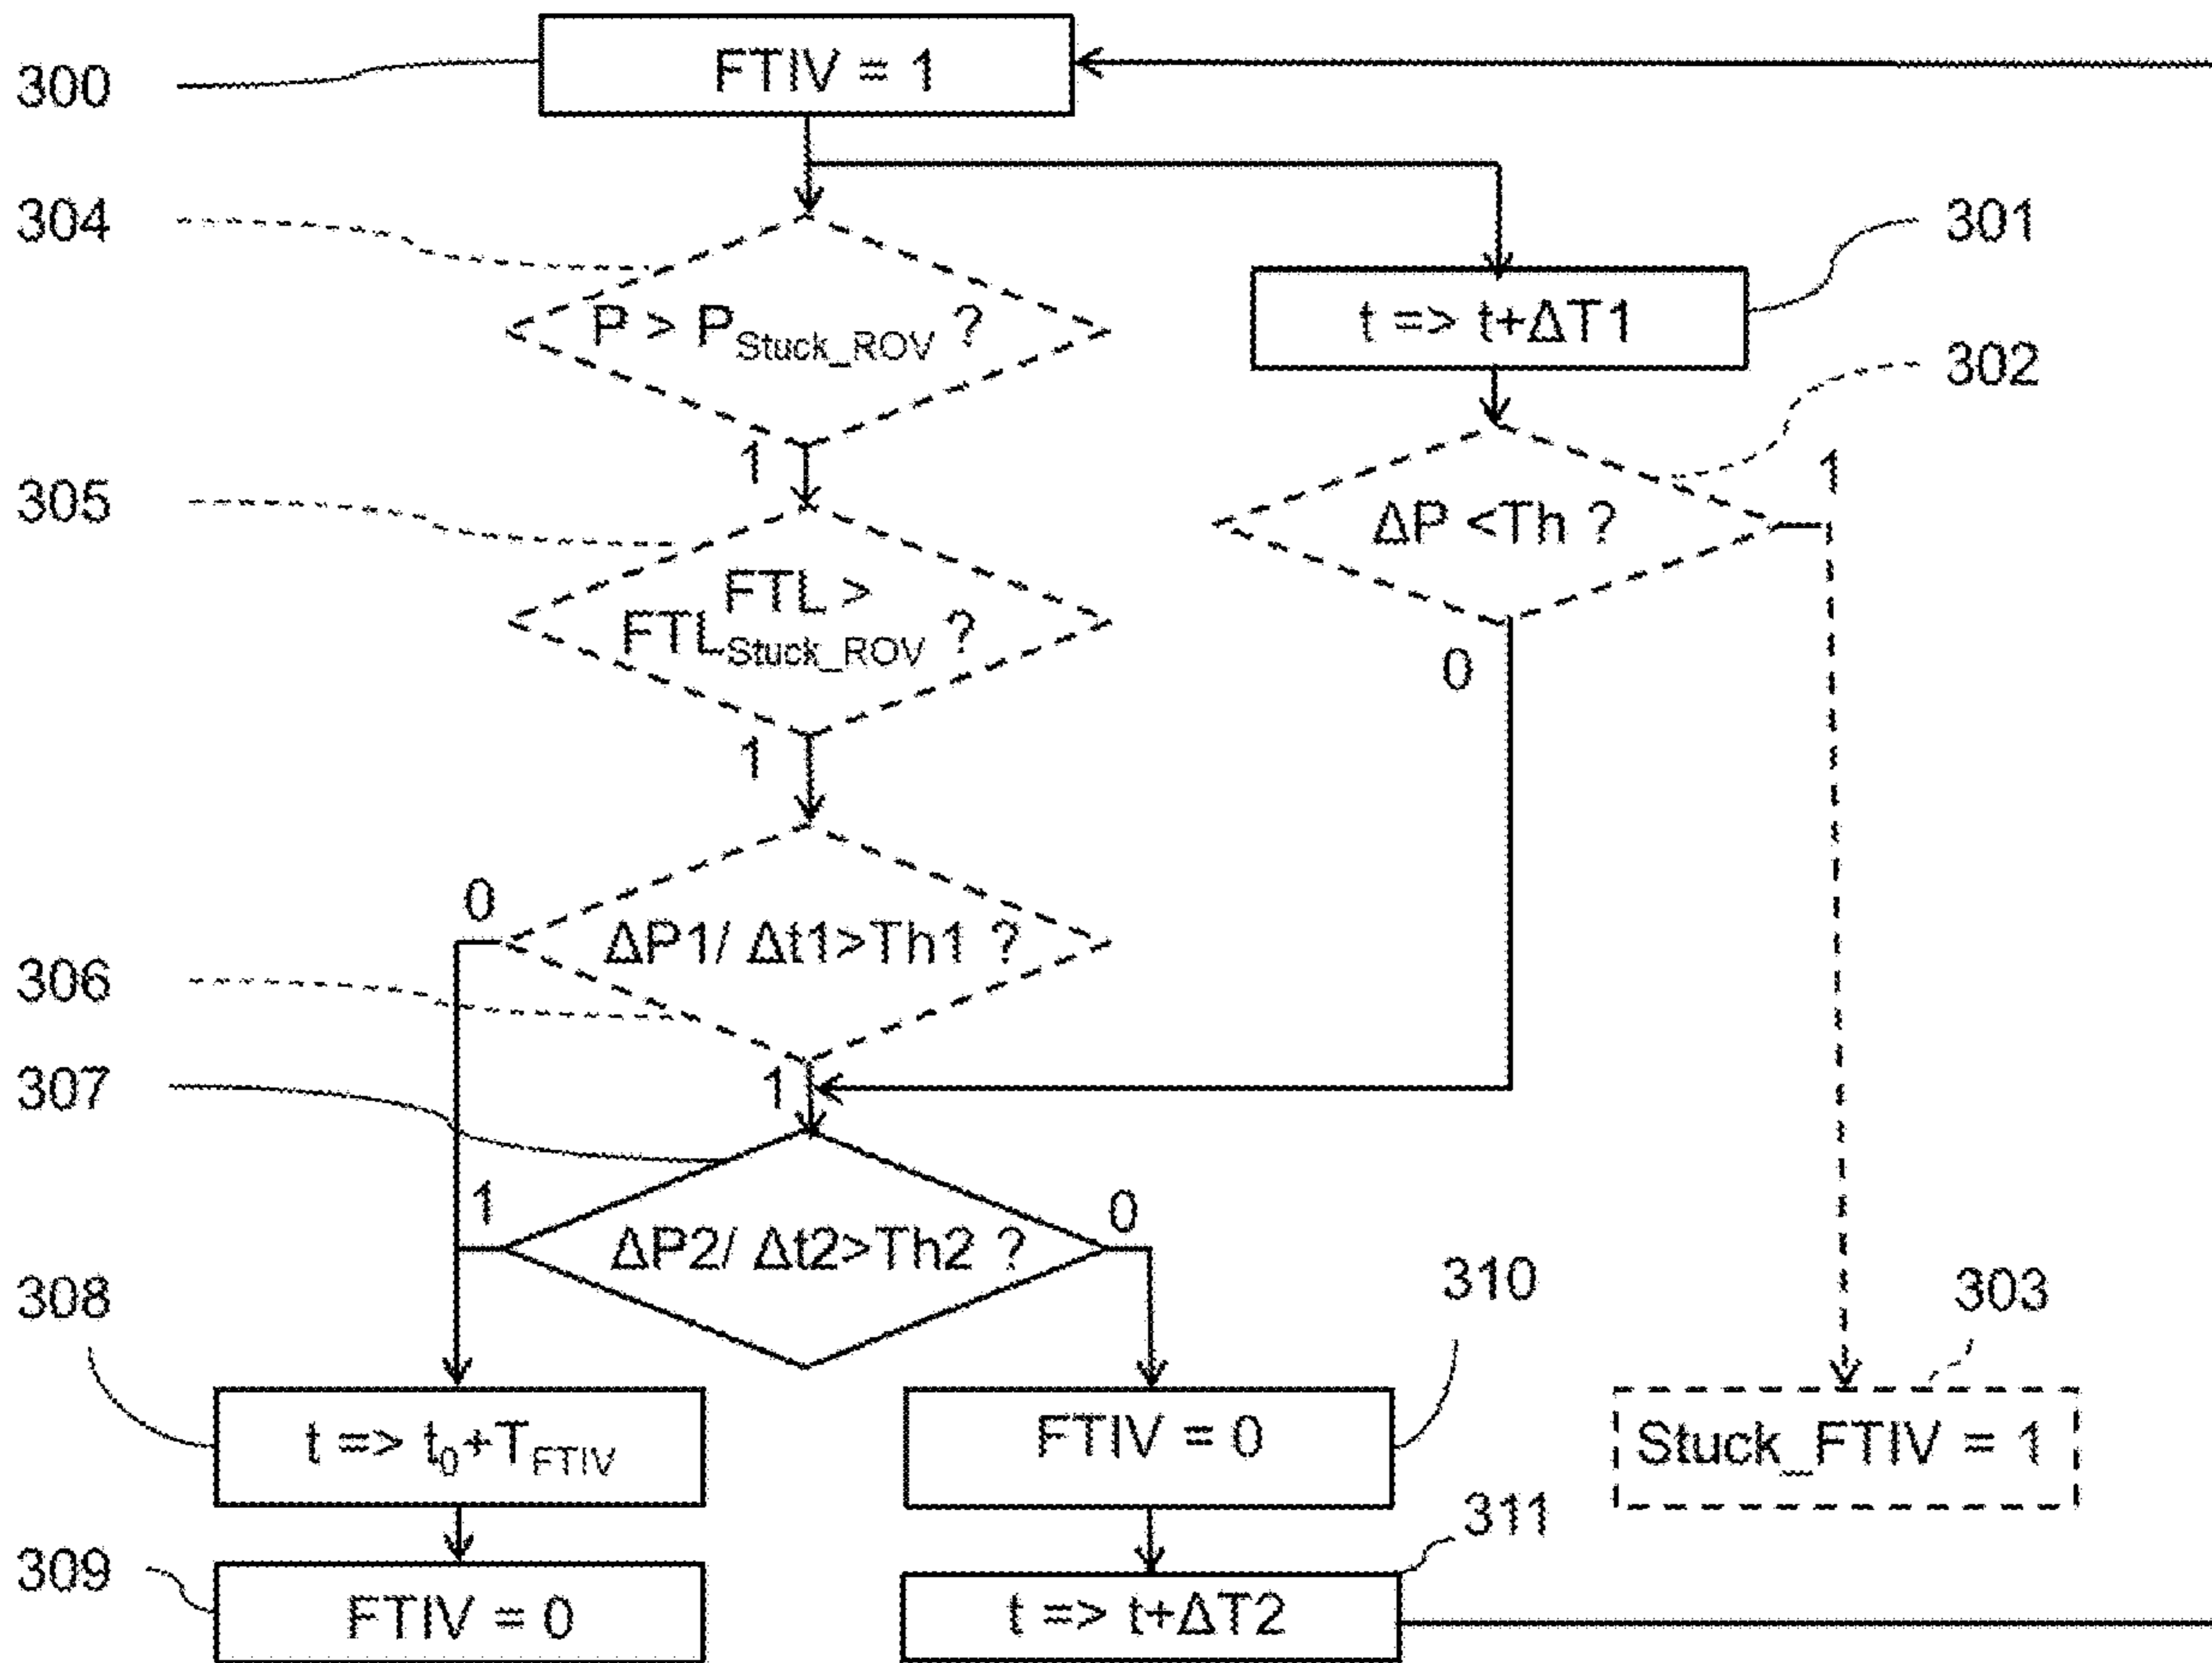 300
FTIV = 1
304
301
P > P_Stuck_ROV ?
t => t+ΔT1
302
1
1
305
ΔP <Th ?
FTL >
FTL_Stuck_ROV ?
0
1
0
ΔP1/ Δt1>Th1 ?
306
307
1
1
0
ΔP2/ Δt2>Th2 ?
308
310
303
t => t₀+T_FTIV
FTIV = 0
Stuck_FTIV = 1
311
309
FTIV = 0
t => t+ΔT2